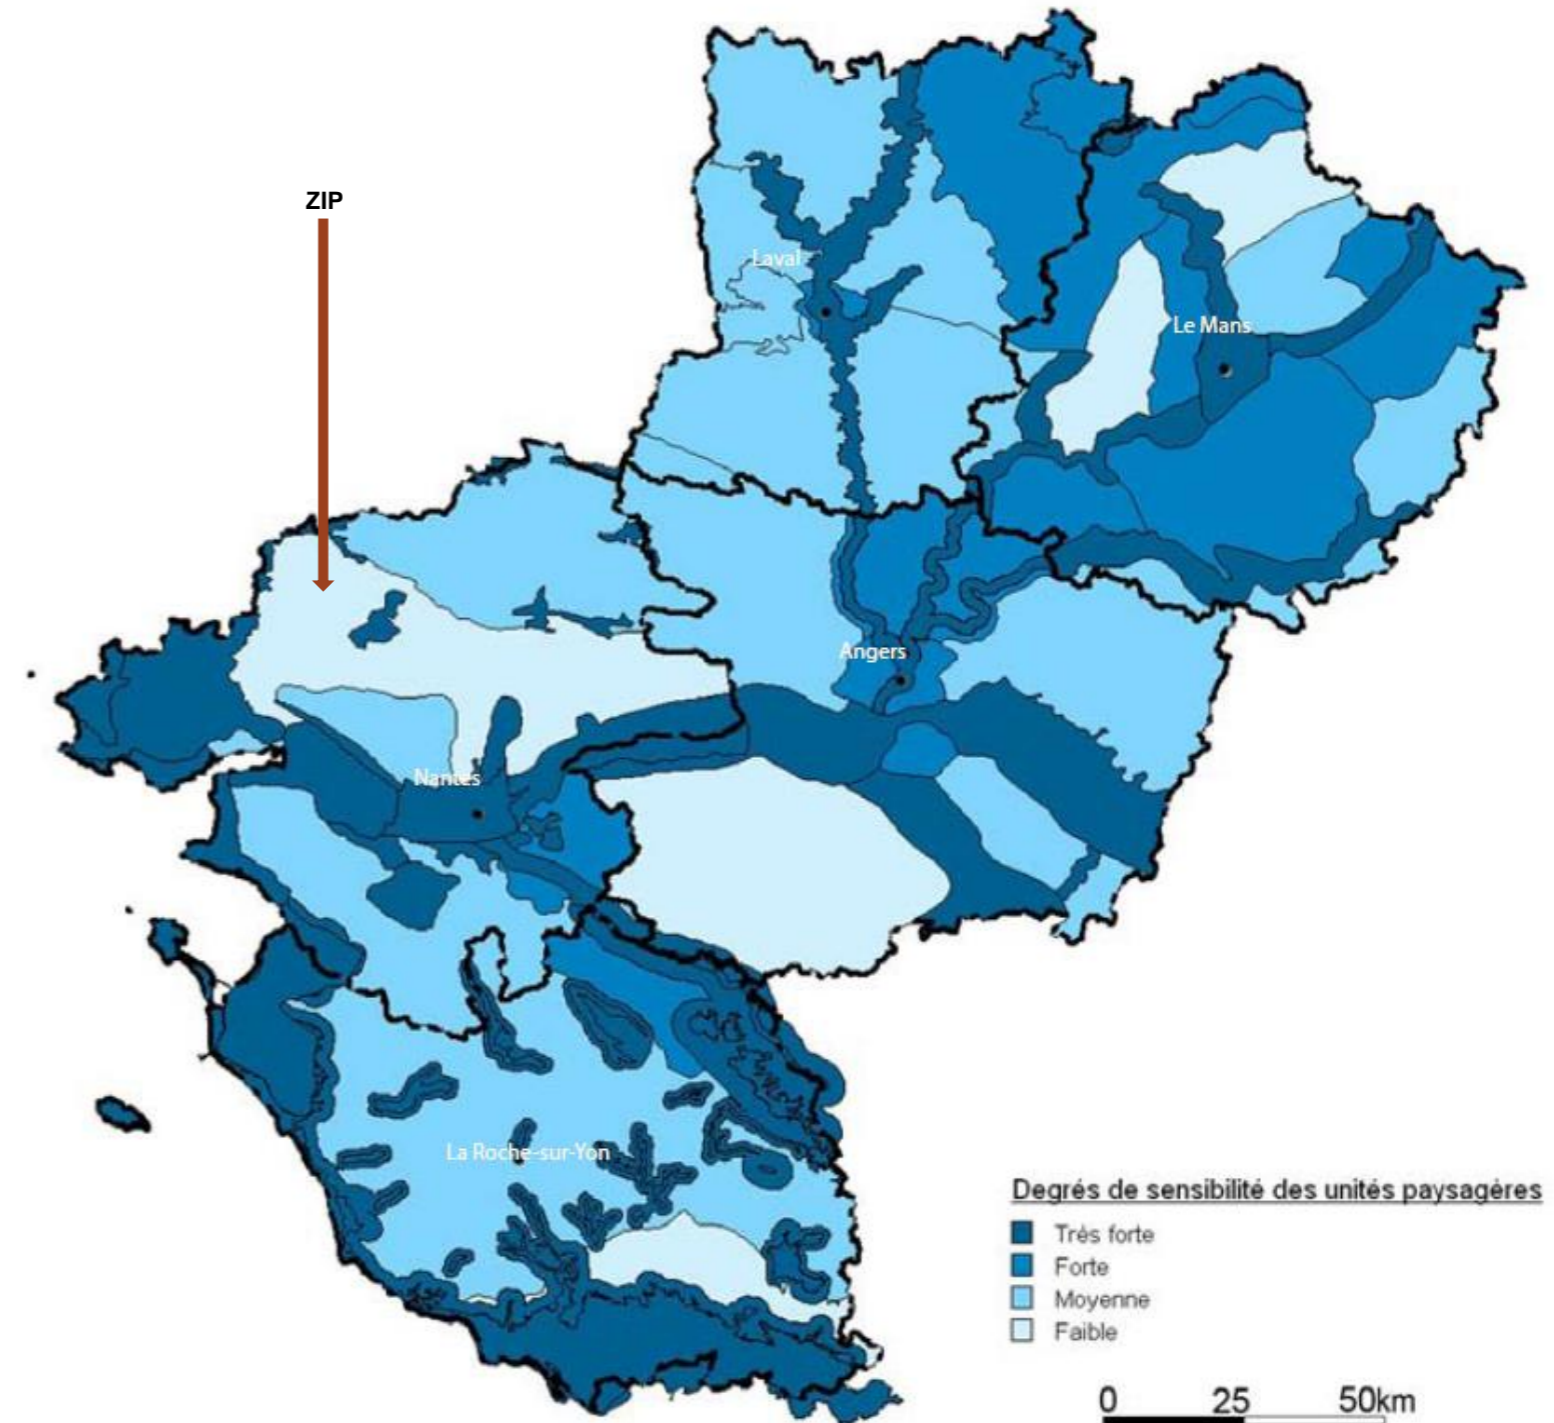 ZIP
Laval
Le Mans
Angers
Nantes
La Roche-sur-Yon
Degrés de sensibilité des unités paysagères
Très forte
Forte
Moyenne
Faible
0 25 50km